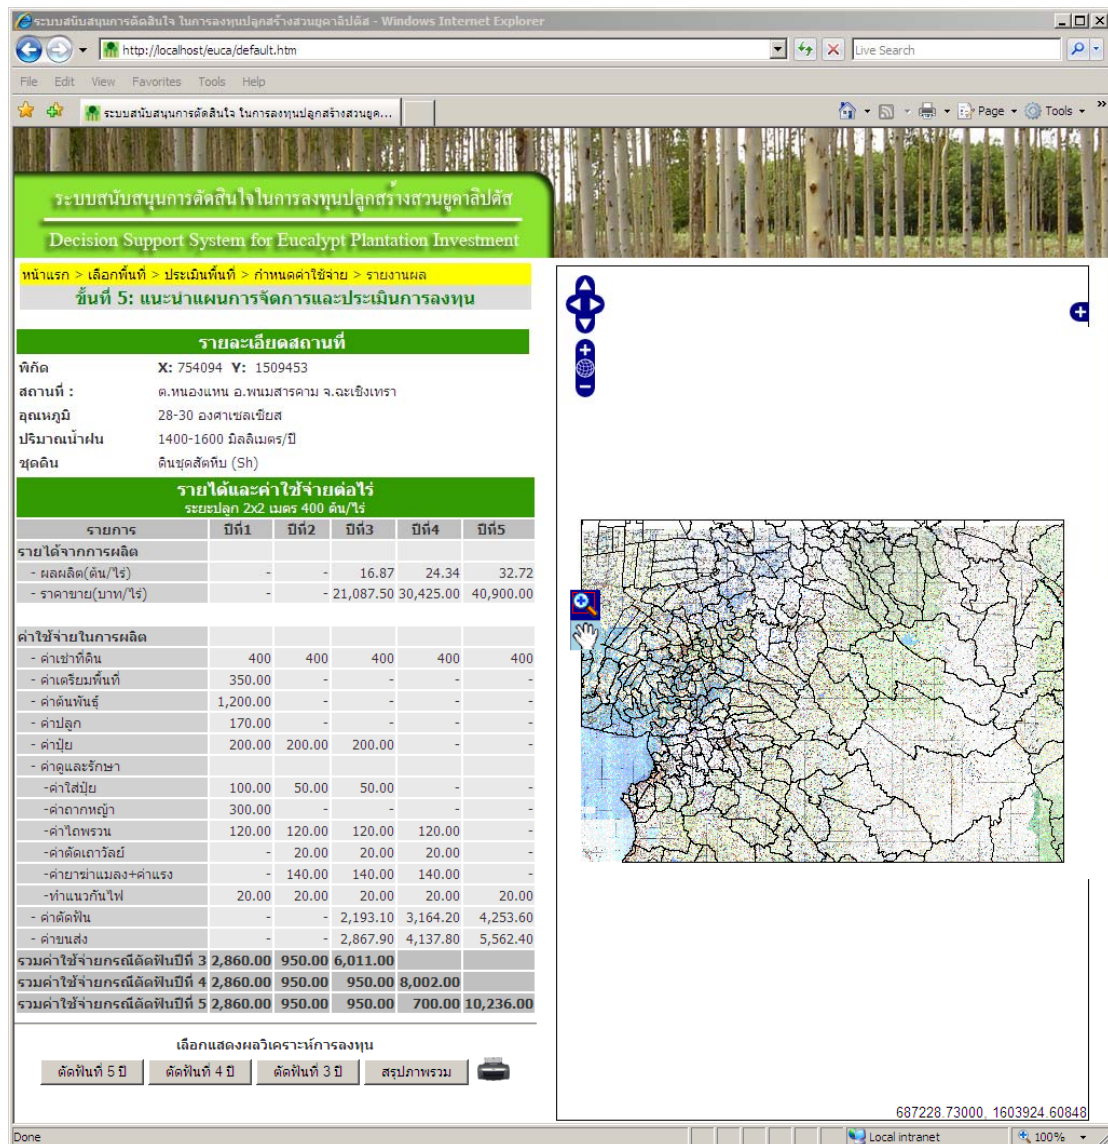 ระบบสนับสนุนการตัดสินใจ ในการลงทุนปลูกสร้างสวนยูคาลิปตัส - Windows Internet Explorer
http://localhost/euca/default.htm
Live Search
File Edit View Favorites Tools Help
ระบบสนับสนุนการตัดสินใจ ในการลงทุนปลูกสร้างสวนยูค...
Page Tools »
ระบบสนับสนุนการตัดสินใจในการลงทุนปลูกสร้างสวนยูคาลิปตัส
Decision Support System for Eucalypt Plantation Investment
หน้าแรก > เลือกพื้นที่ > ประเมินพื้นที่ > กำหนดค่าใช้จ่าย > รายงานผล
ขั้นที่ 5: แนะนำแผนการจัดการและประเมินการลงทุน
รายละเอียดสถานที่
พิกัด X: 754094 Y: 1509453
สถานที่ : ต.หนองแหน อ.พนมสารคาม จ.ฉะเชิงเทรา
อุณหภูมิ 28-30 องศาเซลเซียส
ปริมาณน้ำฝน 1400-1600 มิลลิเมตร/ปี
ชุดดิน ดินชุดสัตหีบ (Sh)
รายได้และค่าใช้จ่ายต่อไร่
ระยะปลูก 2x2 เมตร 400 ต้น/ไร่
รายการ ปีที่1 ปีที่2 ปีที่3 ปีที่4 ปีที่5
รายได้จากการผลิต
- ผลผลิต(ตัน/ไร่) - - 16.87 24.34 32.72
- ราคาขาย(บาท/ไร่) - - 21,087.50 30,425.00 40,900.00
ค่าใช้จ่ายในการผลิต
- ค่าเช่าที่ดิน 400 400 400 400 400
- ค่าเตรียมพื้นที่ 350.00 - - - -
- ค่าต้นพันธุ์ 1,200.00 - - - -
- ค่าปลูก 170.00 - - - -
- ค่าปุ๋ย 200.00 200.00 200.00 - -
- ค่าดูแลรักษา
-ค่าใส่ปุ๋ย 100.00 50.00 50.00 - -
-ค่าถากหญ้า 300.00 - - - -
-ค่าไถพรวน 120.00 120.00 120.00 120.00 -
-ค่าตัดเถาวัลย์ - 20.00 20.00 20.00 -
-ค่ายาฆ่าแมลง+ค่าแรง - 140.00 140.00 140.00 -
-ทำแนวกันไฟ 20.00 20.00 20.00 20.00 20.00
- ค่าตัดฟัน - - 2,193.10 3,164.20 4,253.60
- ค่าขนส่ง - - 2,867.90 4,137.80 5,562.40
รวมค่าใช้จ่ายกรณีตัดฟันปีที่ 3 2,860.00 950.00 6,011.00
รวมค่าใช้จ่ายกรณีตัดฟันปีที่ 4 2,860.00 950.00 950.00 8,002.00
รวมค่าใช้จ่ายกรณีตัดฟันปีที่ 5 2,860.00 950.00 950.00 700.00 10,236.00
เลือกแสดงผลวิเคราะห์การลงทุน
ตัดฟันที่ 5 ปี ตัดฟันที่ 4 ปี ตัดฟันที่ 3 ปี สรุปภาพรวม
687228.73000, 1603924.60848
Done Local intranet 100%